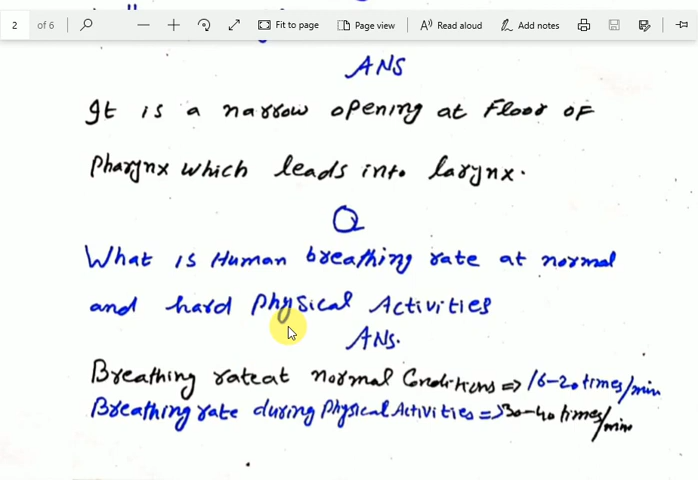 2 of 6 Fit to page Page view Read aloud Add notes
ANS
It is a narrow opening at Floor OF
Pharynx which leads into larynx.
Q
What is Human breathing rate at normal
and hard Physical Activities
ANS.
Breathing rate at normal Conditions => 16-20 times/min
Breathing rate during Physical Activities => 30-40 times/min